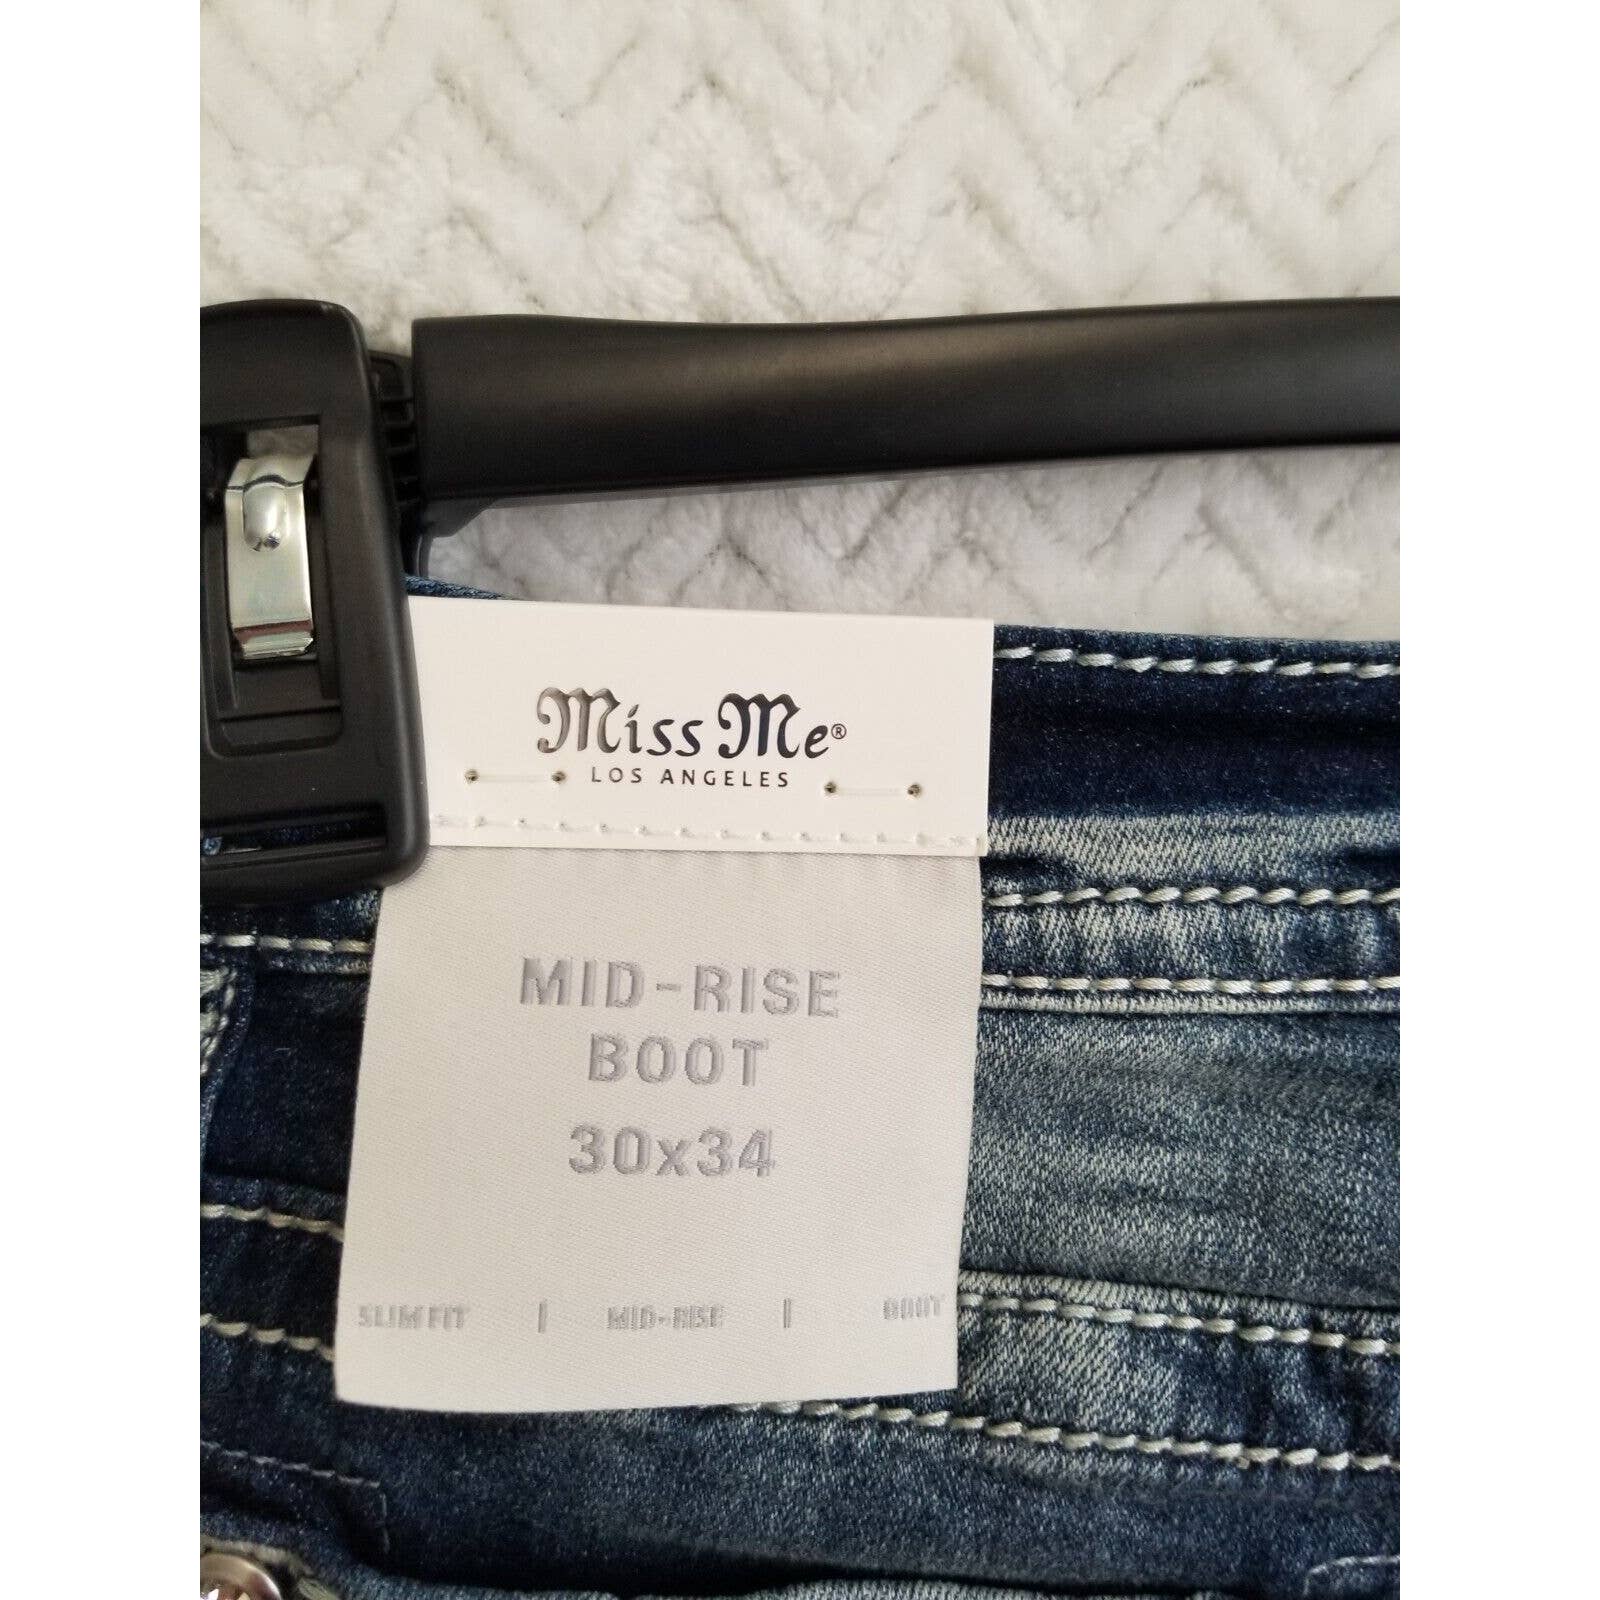 Miss Me®
LOS ANGELES
MID-RISE
BOOT
30x34
SLIM FIT | MID-RISE | BOOT